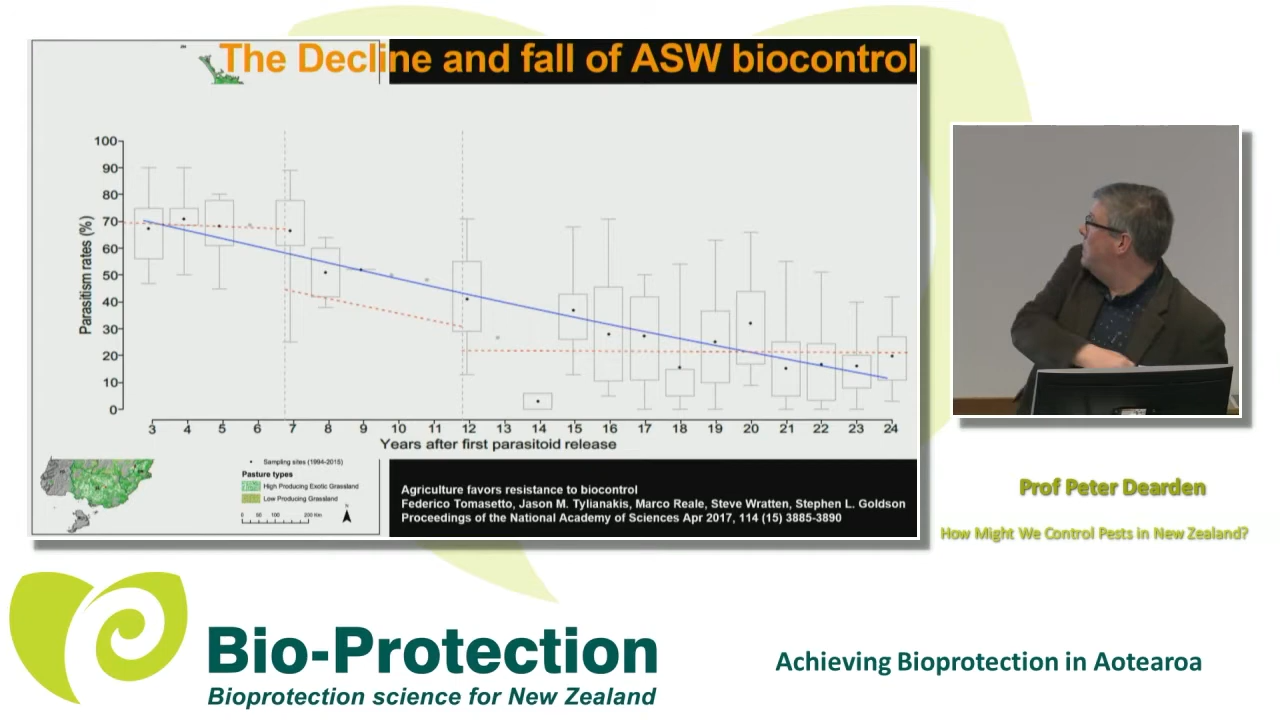 The Decline and fall of ASW biocontrol
100
90
80
70
60
50
40
30
20
10
0
Parasitism rates (%)
3 4 5 6 7 8 9 10 11 12 13 14 15 16 17 18 19 20 21 22 23 24
Years after first parasitoid release
Sampling sites (1994-2015)
Pasture types
High Producing Exotic Grassland
Low Producing Grassland
0 50 100 200 Km
N
Agriculture favors resistance to biocontrol
Federico Tomasetto, Jason M. Tylianakis, Marco Reale, Steve Wratten, Stephen L. Goldson
Proceedings of the National Academy of Sciences Apr 2017, 114 (15) 3885-3890
Prof Peter Dearden
How Might We Control Pests in New Zealand?
Bio-Protection
Bioprotection science for New Zealand
Achieving Bioprotection in Aotearoa